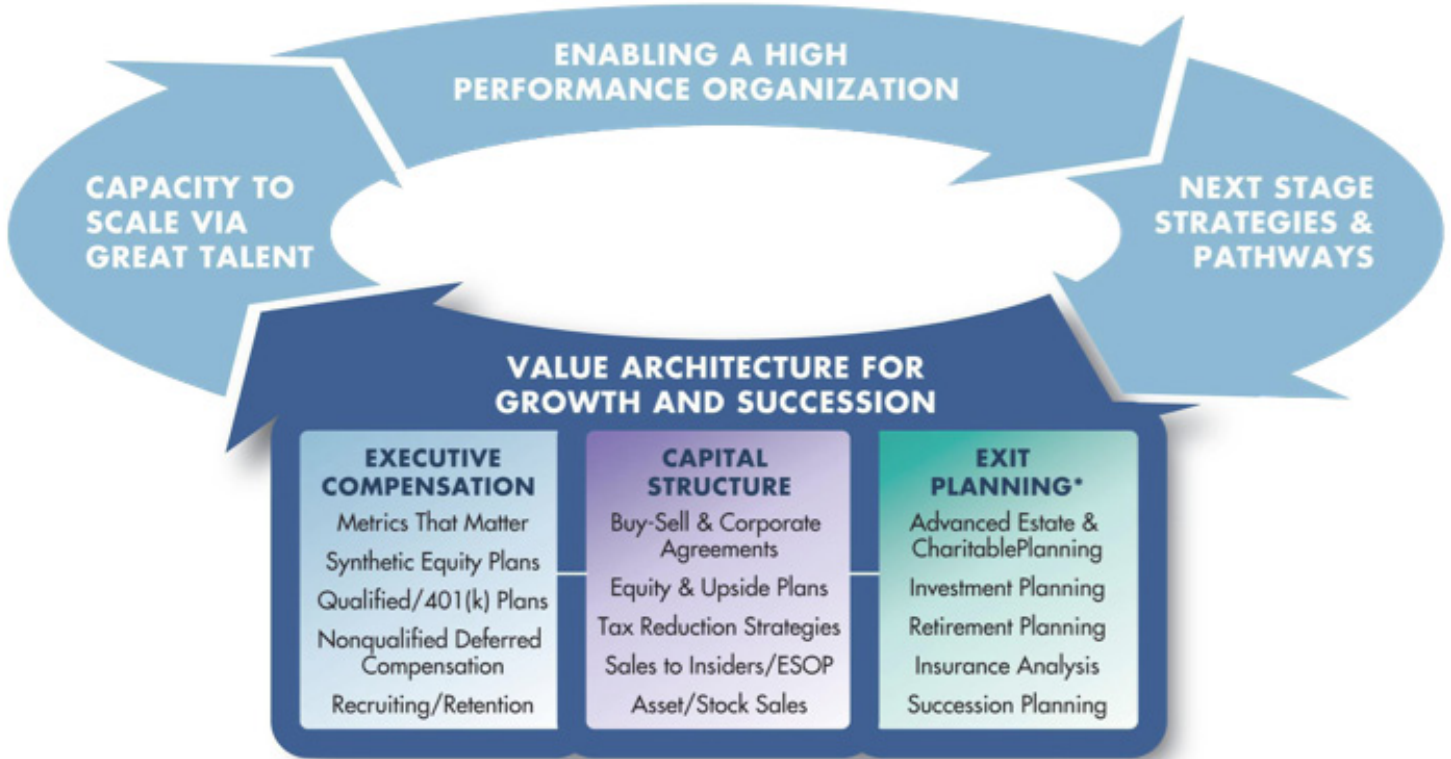 ENABLING A HIGH
PERFORMANCE ORGANIZATION
CAPACITY TO
SCALE VIA
GREAT TALENT
NEXT STAGE
STRATEGIES &
PATHWAYS
VALUE ARCHITECTURE FOR
GROWTH AND SUCCESSION
EXECUTIVE
COMPENSATION
Metrics That Matter
Synthetic Equity Plans
Qualified/401(k) Plans
Nonqualified Deferred
Compensation
Recruiting/Retention
CAPITAL
STRUCTURE
Buy-Sell & Corporate
Agreements
Equity & Upside Plans
Tax Reduction Strategies
Sales to Insiders/ESOP
Asset/Stock Sales
EXIT
PLANNING*
Advanced Estate &
CharitablePlanning
Investment Planning
Retirement Planning
Insurance Analysis
Succession Planning